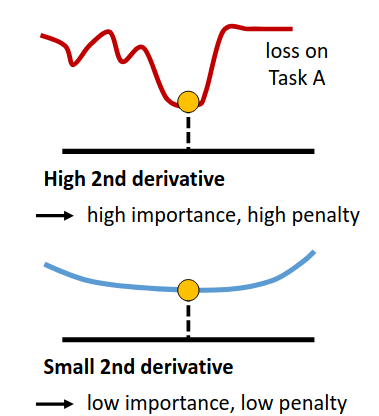 loss on
Task A
High 2nd derivative
high importance, high penalty
Small 2nd derivative
low importance, low penalty